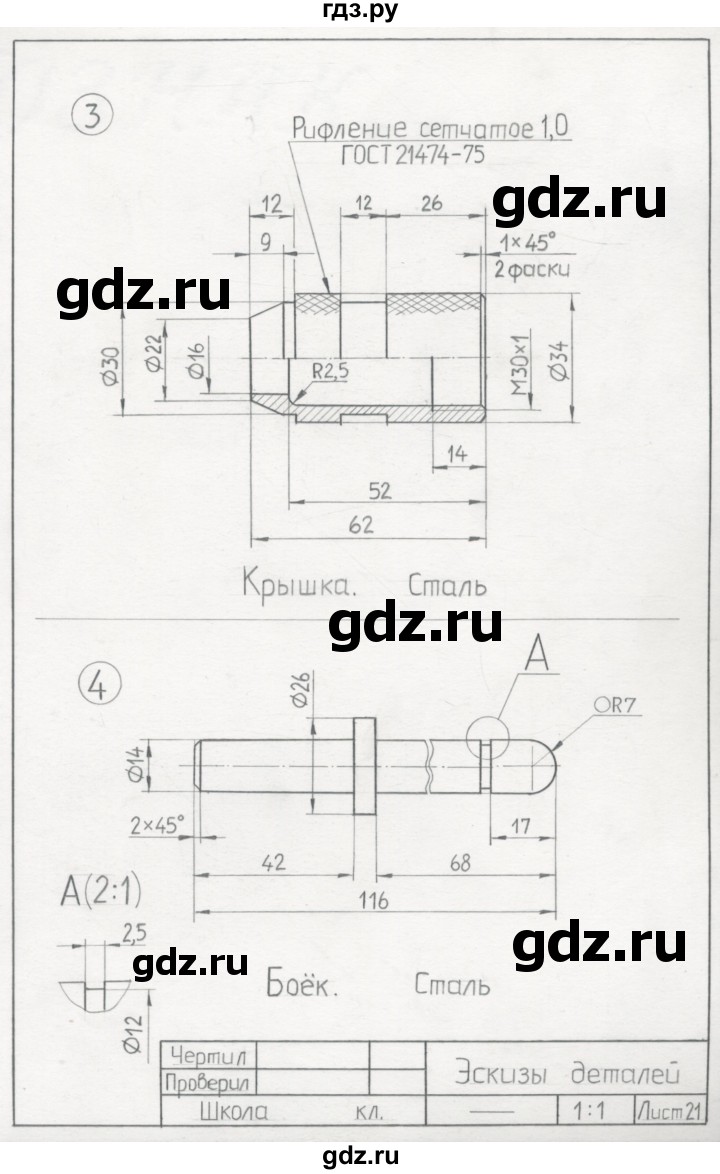 гдз.ру
3
Рифление сетчатое 1,0
ГОСТ 21474-75
gdz.ru
12
12
26
9
1×45°
2 фаски
gdz.ru
Ø30
Ø22
Ø16
R2,5
M30×1
Ø34
14
52
62
Крышка. Сталь
gdz.ru
4
A
Ø26
○R7
Ø14
2×45°
17
42
68
116
A(2:1)
2,5
gdz.ru
gdz.ru
Ø12
Боёк. Сталь
Чертил
Проверил
Эскизы деталей
Школа кл.
1:1
Лист 21
gdz.ru